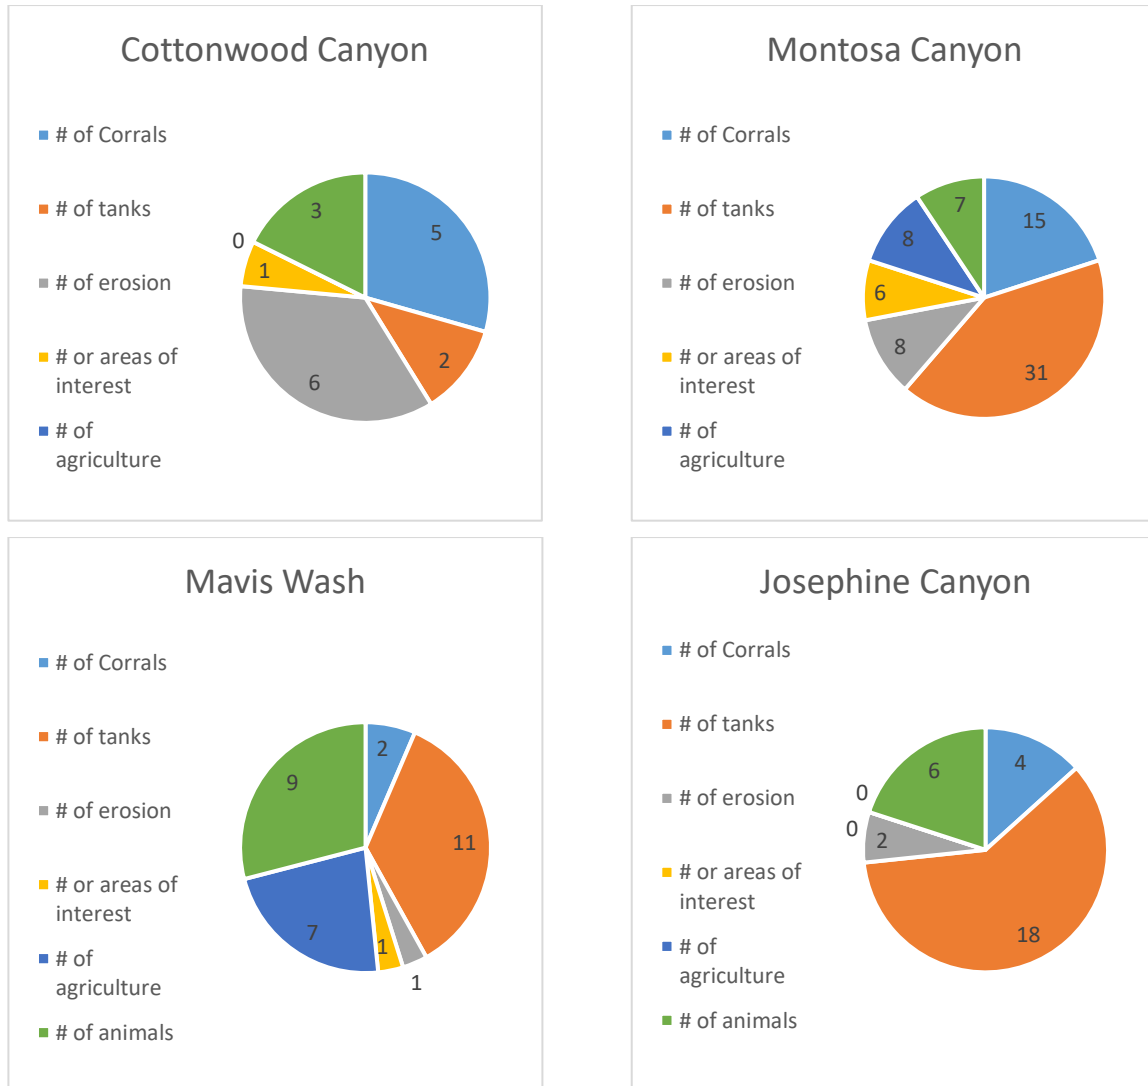 Cottonwood Canyon
# of Corrals
# of tanks
# of erosion
# or areas of
interest
# of
agriculture
5
2
6
1
0
3
Montosa Canyon
# of Corrals
# of tanks
# of erosion
# or areas of
interest
# of
agriculture
15
31
8
6
8
7
Mavis Wash
# of Corrals
# of tanks
# of erosion
# or areas of
interest
# of
agriculture
# of animals
2
11
1
1
7
9
Josephine Canyon
# of Corrals
# of tanks
# of erosion
# or areas of
interest
# of
agriculture
# of animals
4
18
2
0
0
6